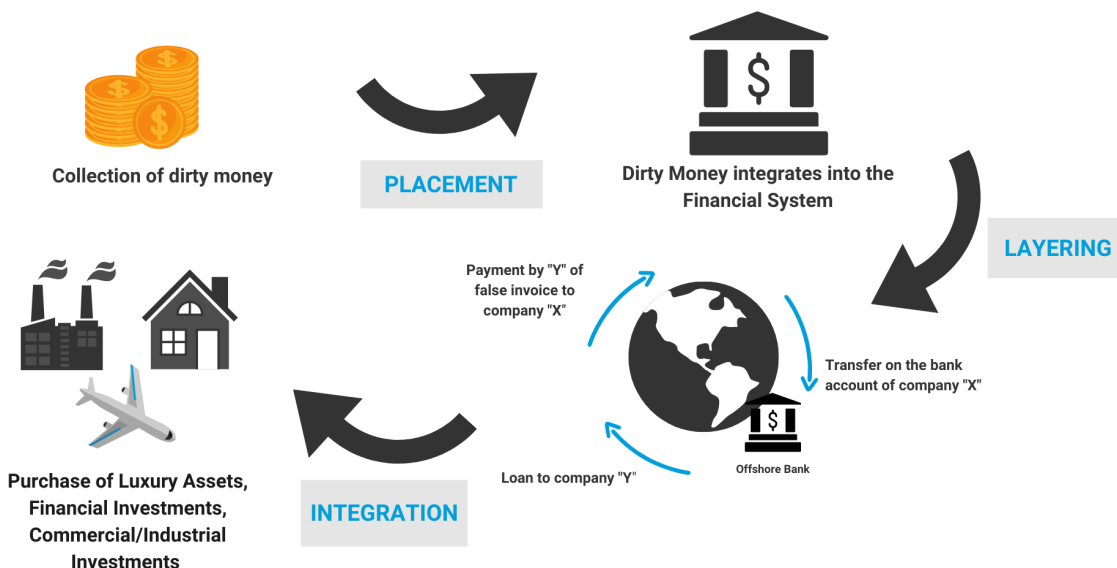 Collection of dirty money
PLACEMENT
$
Dirty Money integrates into the
Financial System
LAYERING
Payment by "Y" of
false invoice to
company "X"
Transfer on the bank
account of company "X"
$
Offshore Bank
Loan to company "Y"
INTEGRATION
Purchase of Luxury Assets,
Financial Investments,
Commercial/Industrial
Investments